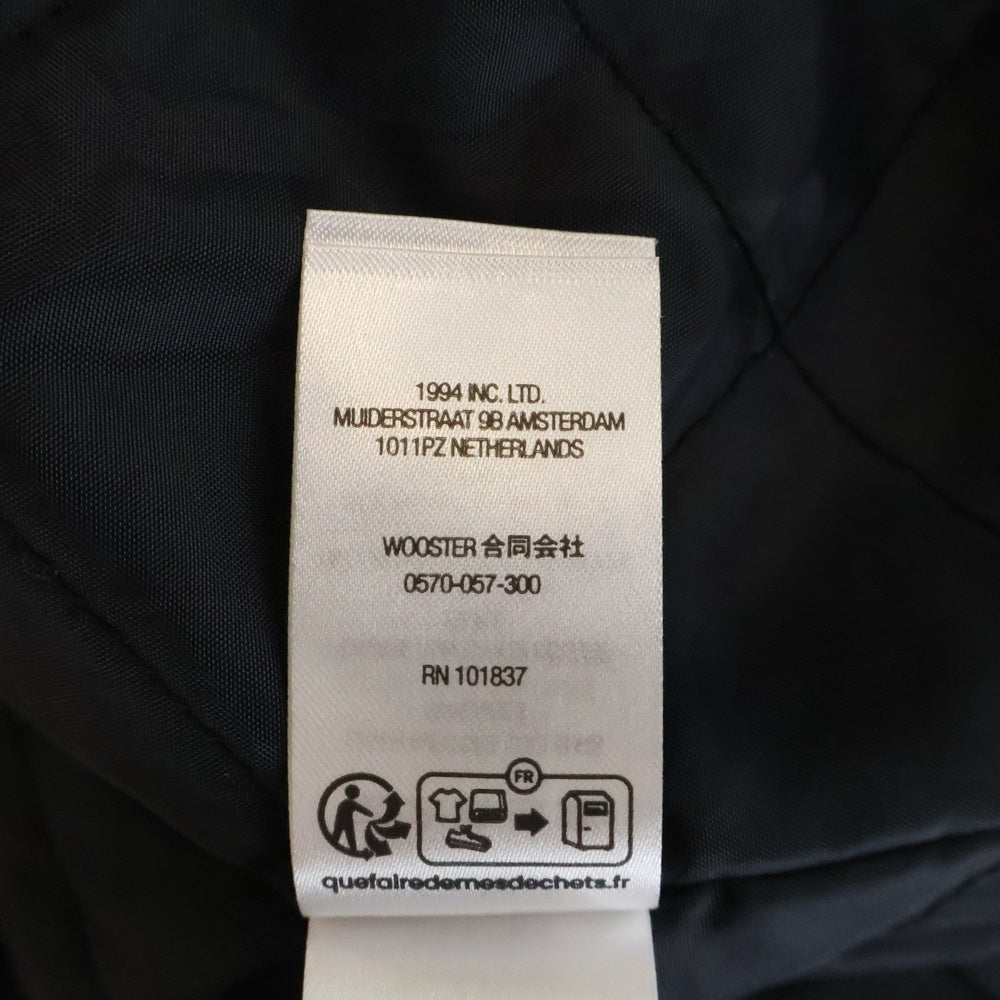 1994 INC. LTD.
MUIDERSTRAAT 98 AMSTERDAM
1011PZ NETHERLANDS
WOOSTER 合同会社
0570-057-300
RN 101837
FR
quefairedemesdechets.fr